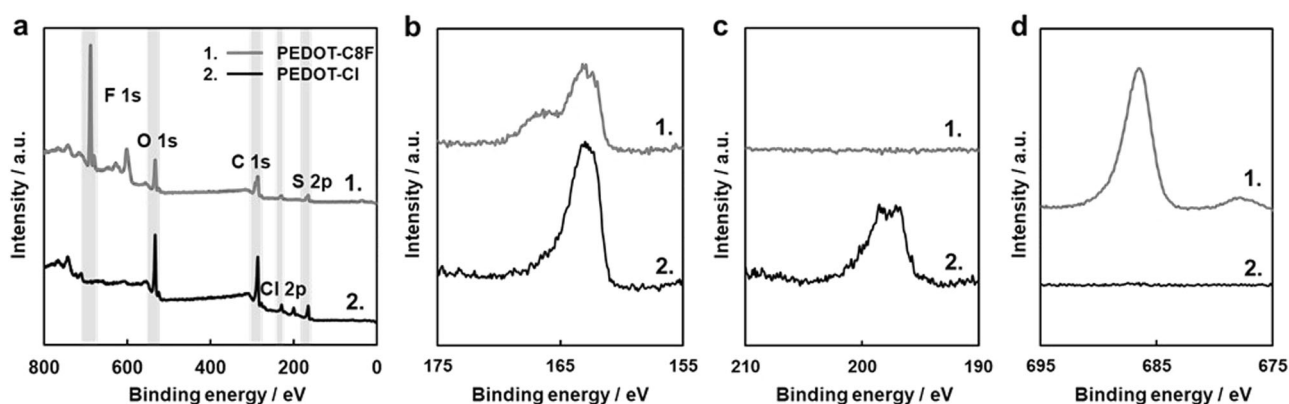 a
1. PEDOT-C8F
2. PEDOT-Cl
F 1s
O 1s
C 1s
S 2p
1.
Cl 2p
2.
Intensity / a.u.
800 600 400 200 0
Binding energy / eV
b
1.
2.
Intensity / a.u.
175 165 155
Binding energy / eV
c
1.
2.
Intensity / a.u.
210 200 190
Binding energy / eV
d
1.
2.
Intensity / a.u.
695 685 675
Binding energy / eV